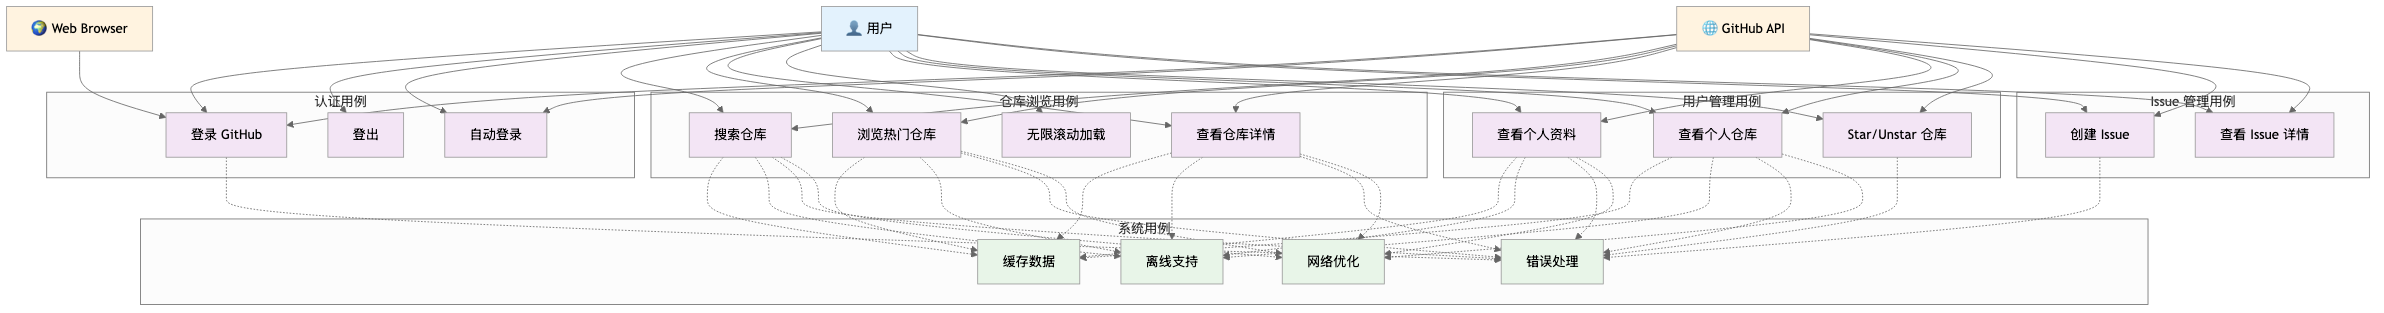 🌍 Web Browser
👤 用户
🌐 GitHub API
认证用例
仓库浏览用例
用户管理用例
Issue 管理用例
登录 GitHub
登出
自动登录
搜索仓库
浏览热门仓库
无限滚动加载
查看仓库详情
查看个人资料
查看个人仓库
Star/Unstar 仓库
创建 Issue
查看 Issue 详情
系统用例
缓存数据
离线支持
网络优化
错误处理